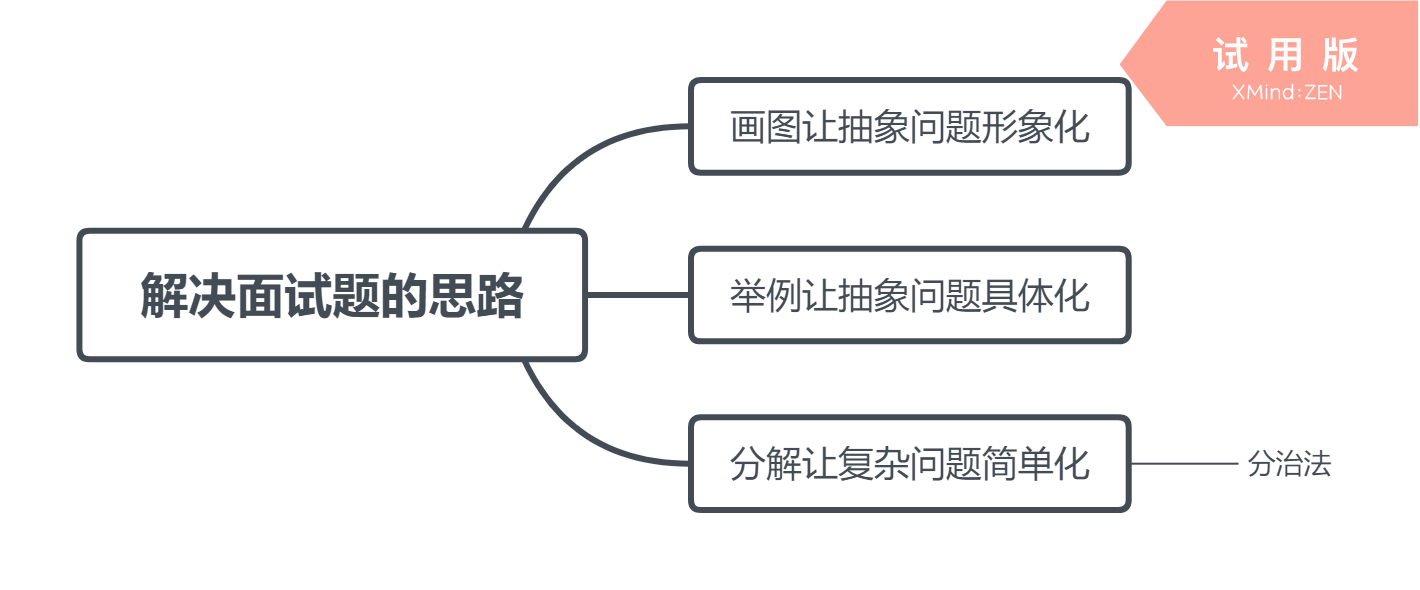 试用版
XMind:ZEN
画图让抽象问题形象化
解决面试题的思路
举例让抽象问题具体化
分解让复杂问题简单化
分治法